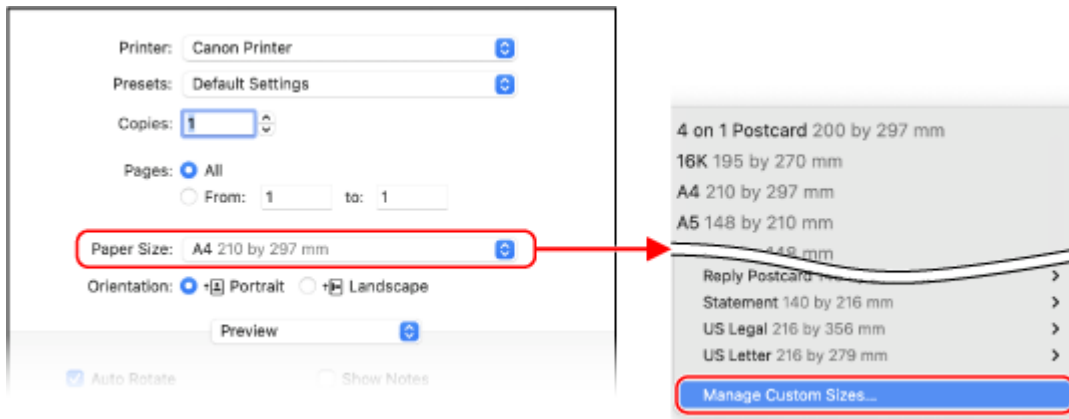 Printer: Canon Printer
Presets: Default Settings
Copies: 1
Pages: All
From: 1 to: 1
Paper Size: A4 210 by 297 mm
Orientation: Portrait Landscape
Preview
Auto Rotate Show Notes
4 on 1 Postcard 200 by 297 mm
16K 195 by 270 mm
A4 210 by 297 mm
A5 148 by 210 mm
148 mm
Reply Postcard
Statement 140 by 216 mm
US Legal 216 by 356 mm
US Letter 216 by 279 mm
Manage Custom Sizes...